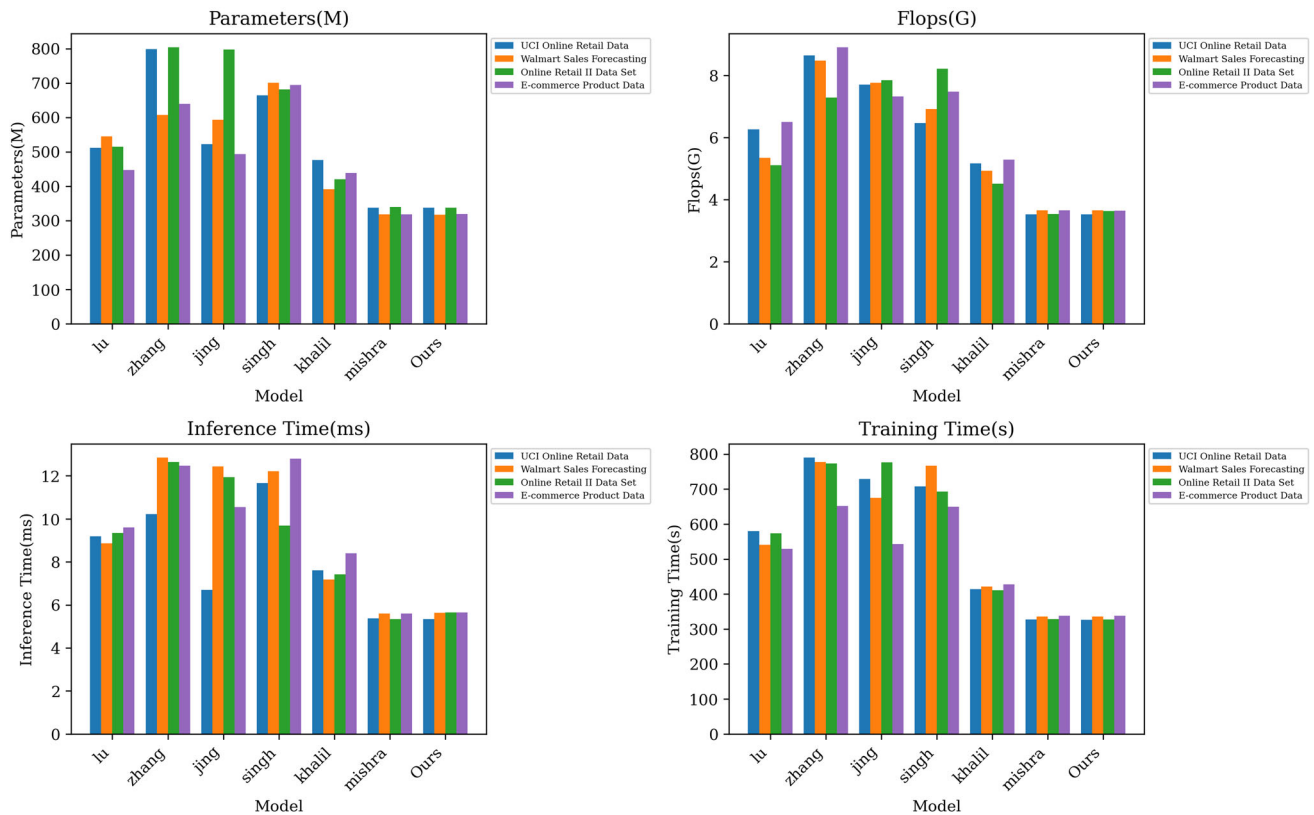 Parameters(M)
UCI Online Retail Data
Walmart Sales Forecasting
Online Retail II Data Set
E-commerce Product Data
Parameters(M)
800
700
600
500
400
300
200
100
0
lu
zhang
jing
singh
khalil
mishra
Ours
Model
Flops(G)
UCI Online Retail Data
Walmart Sales Forecasting
Online Retail II Data Set
E-commerce Product Data
Flops(G)
8
6
4
2
0
lu
zhang
jing
singh
khalil
mishra
Ours
Model
Inference Time(ms)
UCI Online Retail Data
Walmart Sales Forecasting
Online Retail II Data Set
E-commerce Product Data
Inference Time(ms)
12
10
8
6
4
2
0
lu
zhang
jing
singh
khalil
mishra
Ours
Model
Training Time(s)
UCI Online Retail Data
Walmart Sales Forecasting
Online Retail II Data Set
E-commerce Product Data
Training Time(s)
800
700
600
500
400
300
200
100
0
lu
zhang
jing
singh
khalil
mishra
Ours
Model